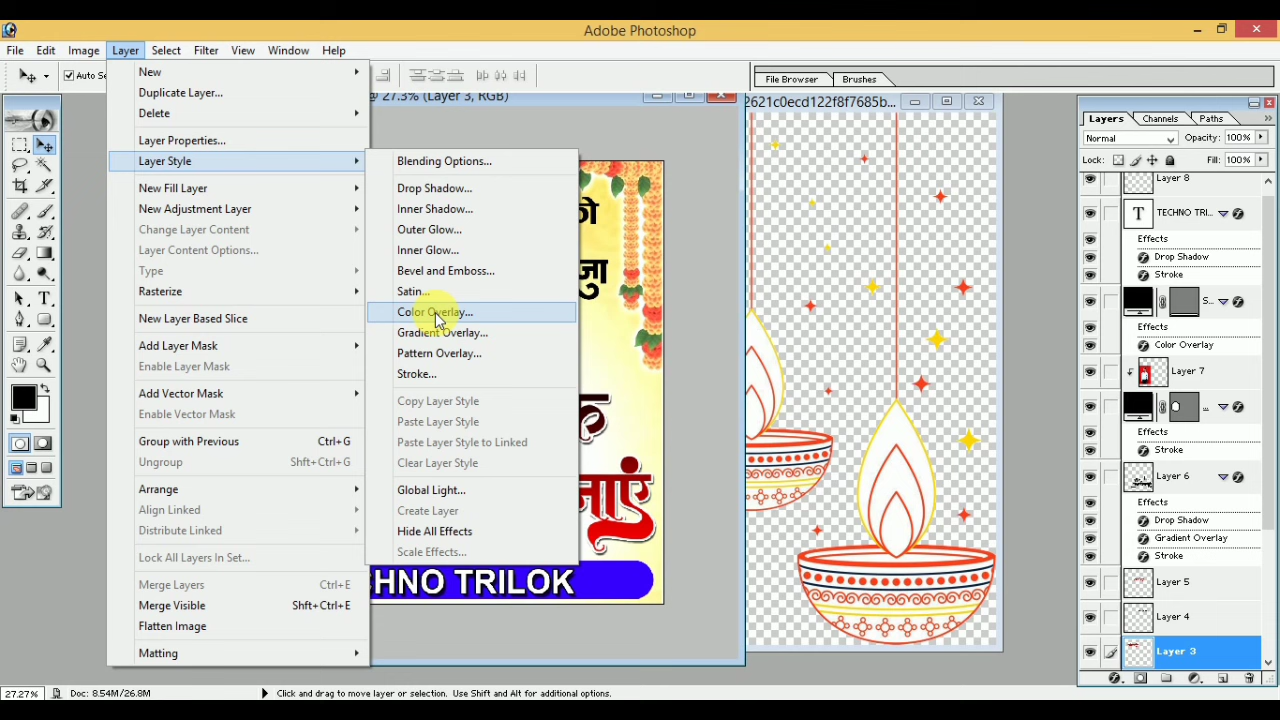 Adobe Photoshop
File Edit Image Layer Select Filter View Window Help
Auto Se
File Browser Brushes
New
Duplicate Layer...
Delete
Layer Properties...
Layer Style
New Fill Layer
New Adjustment Layer
Change Layer Content
Layer Content Options...
Type
Rasterize
New Layer Based Slice
Add Layer Mask
Enable Layer Mask
Add Vector Mask
Enable Vector Mask
Group with Previous Ctrl+G
Ungroup Shft+Ctrl+G
Arrange
Align Linked
Distribute Linked
Lock All Layers In Set...
Merge Layers Ctrl+E
Merge Visible Shft+Ctrl+E
Flatten Image
Matting
Blending Options...
Drop Shadow...
Inner Shadow...
Outer Glow...
Inner Glow...
Bevel and Emboss...
Satin...
Color Overlay...
Gradient Overlay...
Pattern Overlay...
Stroke...
Copy Layer Style
Paste Layer Style
Paste Layer Style to Linked
Clear Layer Style
Global Light...
Create Layer
Hide All Effects
Scale Effects...
@ 27.3% (Layer 3, RGB)
को
जा
जाएं
HNO TRILOK
2621c0ecd122f8f7685b...
Layers Channels Paths
Normal Opacity: 100%
Lock: Fill: 100%
Layer 8
T TECHNO TRI...
Effects
Drop Shadow
Stroke
S...
Effects
Color Overlay
Layer 7
...
Effects
Stroke
Layer 6
Effects
Drop Shadow
Gradient Overlay
Stroke
Layer 5
Layer 4
Layer 3
27.27% Doc: 8.54M/26.8M Click and drag to move layer or selection. Use Shift and Alt for additional options.